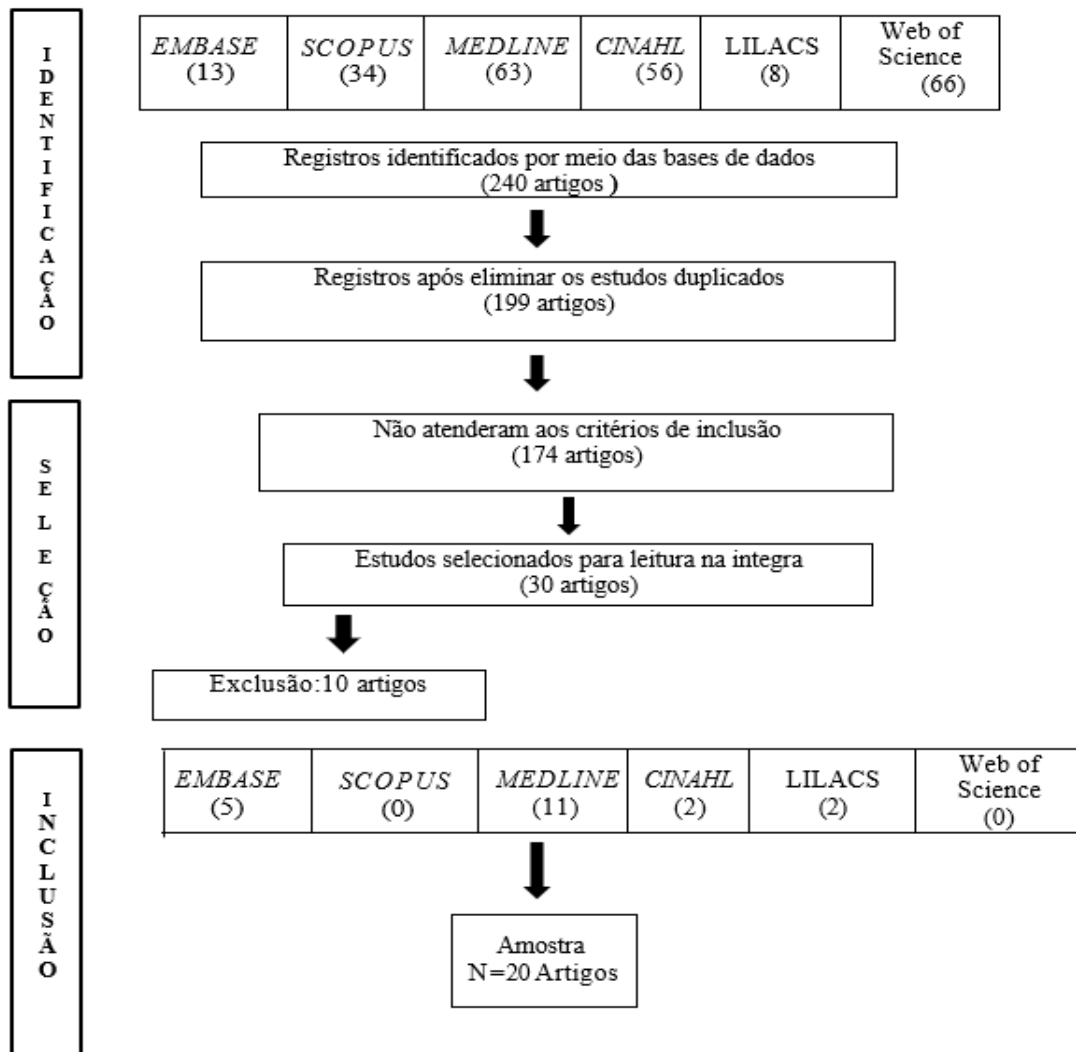 IDENTIFICAÇÃO
EMBASE
(13)
SCOPUS
(34)
MEDLINE
(63)
CINAHL
(56)
LILACS
(8)
Web of
Science
(66)
Registros identificados por meio das bases de dados
(240 artigos )
Registros após eliminar os estudos duplicados
(199 artigos)
SELEÇÃO
Não atenderam aos critérios de inclusão
(174 artigos)
Estudos selecionados para leitura na integra
(30 artigos)
Exclusão:10 artigos
INCLUSÃO
EMBASE
(5)
SCOPUS
(0)
MEDLINE
(11)
CINAHL
(2)
LILACS
(2)
Web of
Science
(0)
Amostra
N=20 Artigos